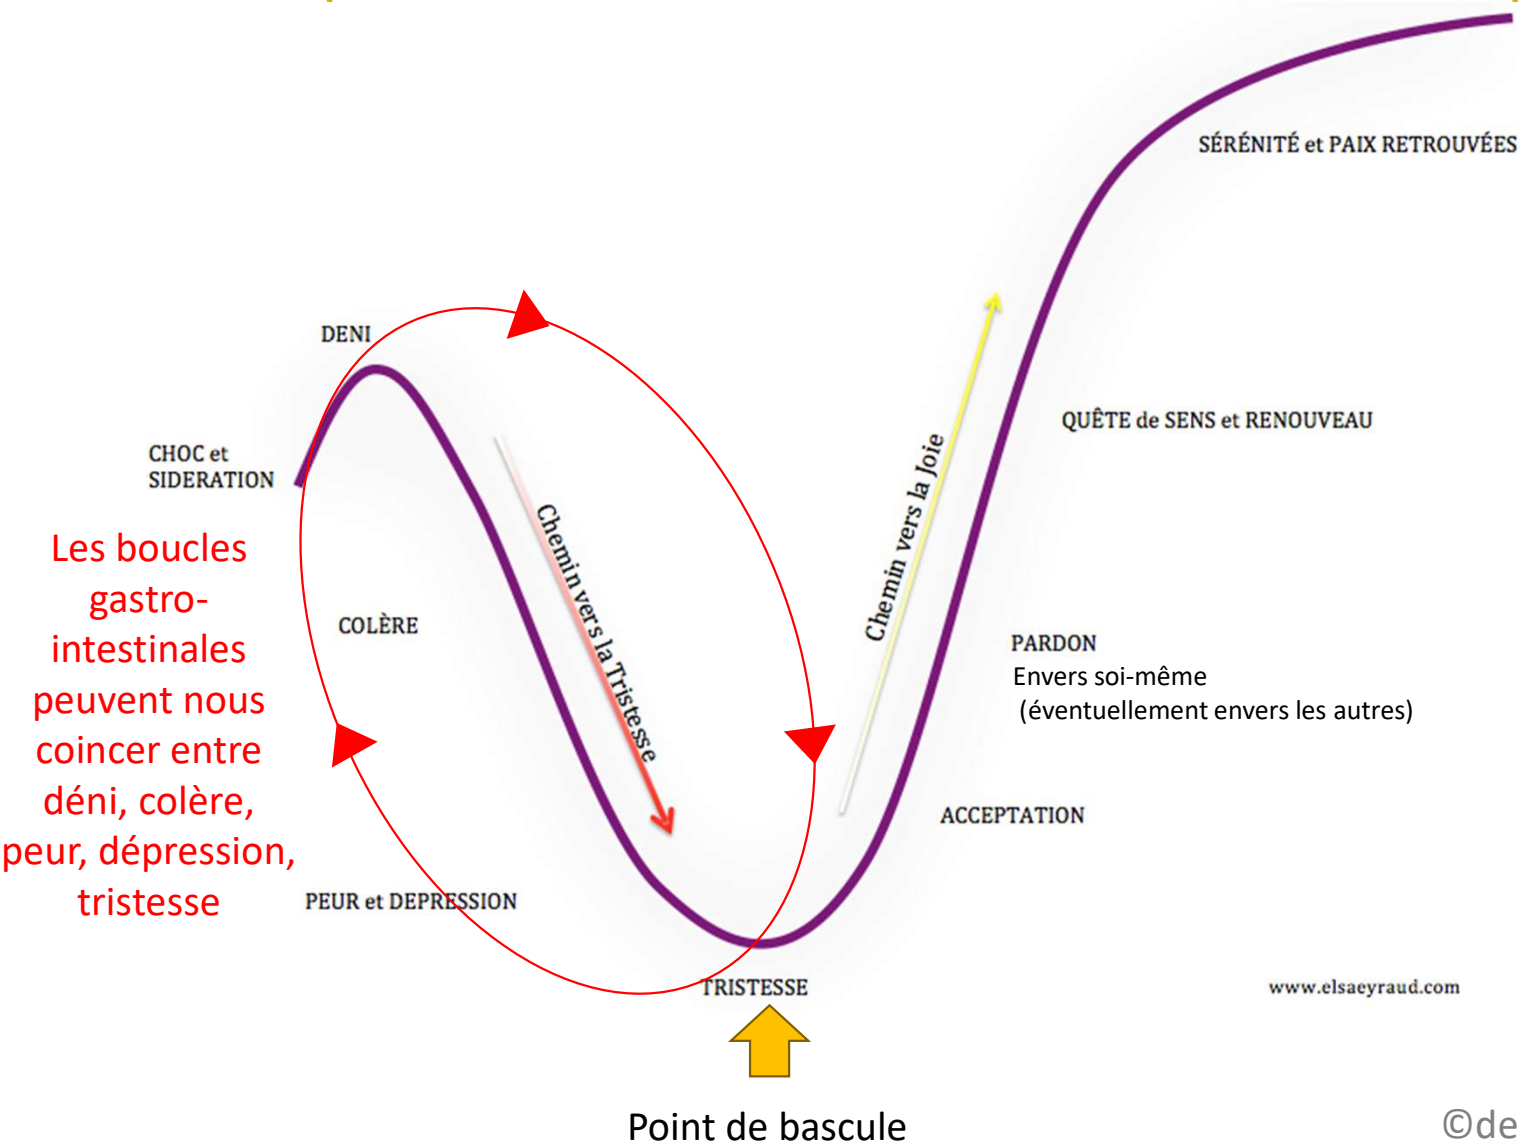 SÉRÉNITÉ et PAIX RETROUVÉES
DENI
QUÊTE de SENS et RENOUVEAU
CHOC et
SIDERATION
Chemin vers la Tristesse
Chemin vers la Joie
Les boucles
gastro-
intestinales
peuvent nous
coincer entre
déni, colère,
peur, dépression,
tristesse
COLÈRE
PARDON
Envers soi-même
(éventuellement envers les autres)
ACCEPTATION
PEUR et DEPRESSION
TRISTESSE
www.elsaeyraud.com
Point de bascule
©de